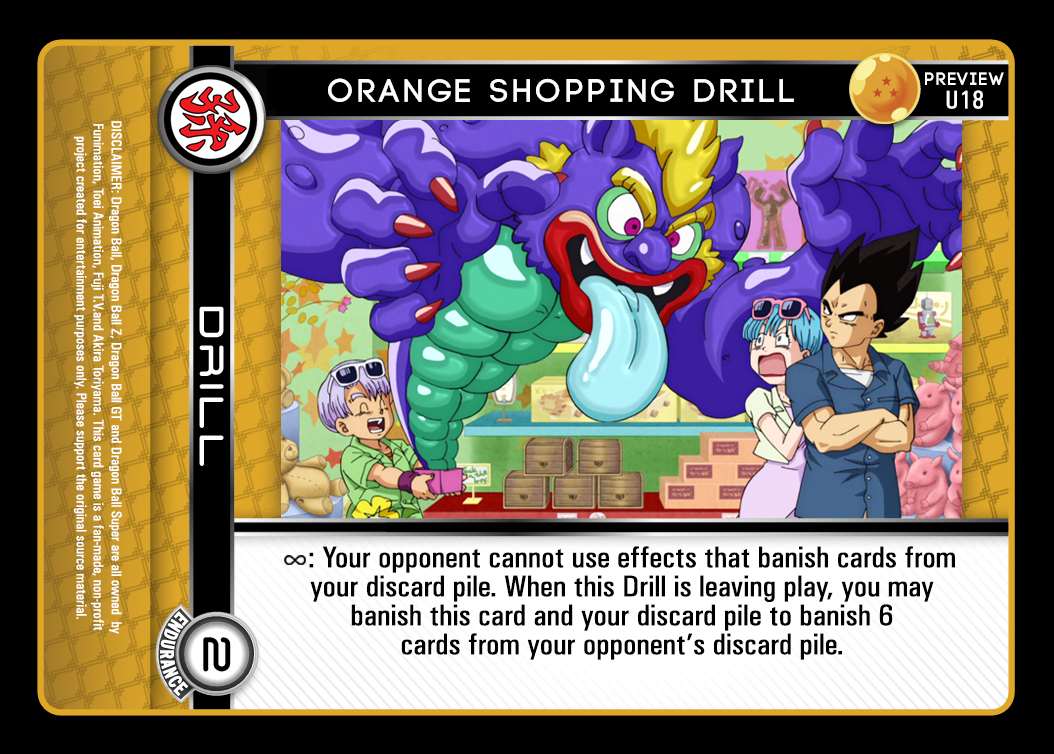 ORANGE SHOPPING DRILL
PREVIEW
U18
DRILL
∞: Your opponent cannot use effects that banish cards from
your discard pile. When this Drill is leaving play, you may
banish this card and your discard pile to banish 6
cards from your opponent’s discard pile.
ENDURANCE
2
DISCLAIMER: Dragon Ball, Dragon Ball Z, Dragon Ball GT and Dragon Ball Super are all owned by
Funimation, Toei Animation, Fuji T.V.and Akira Toriyama. This card game is a fan-made, non-profit
project created for entertainment purposes only. Please support the original source material.